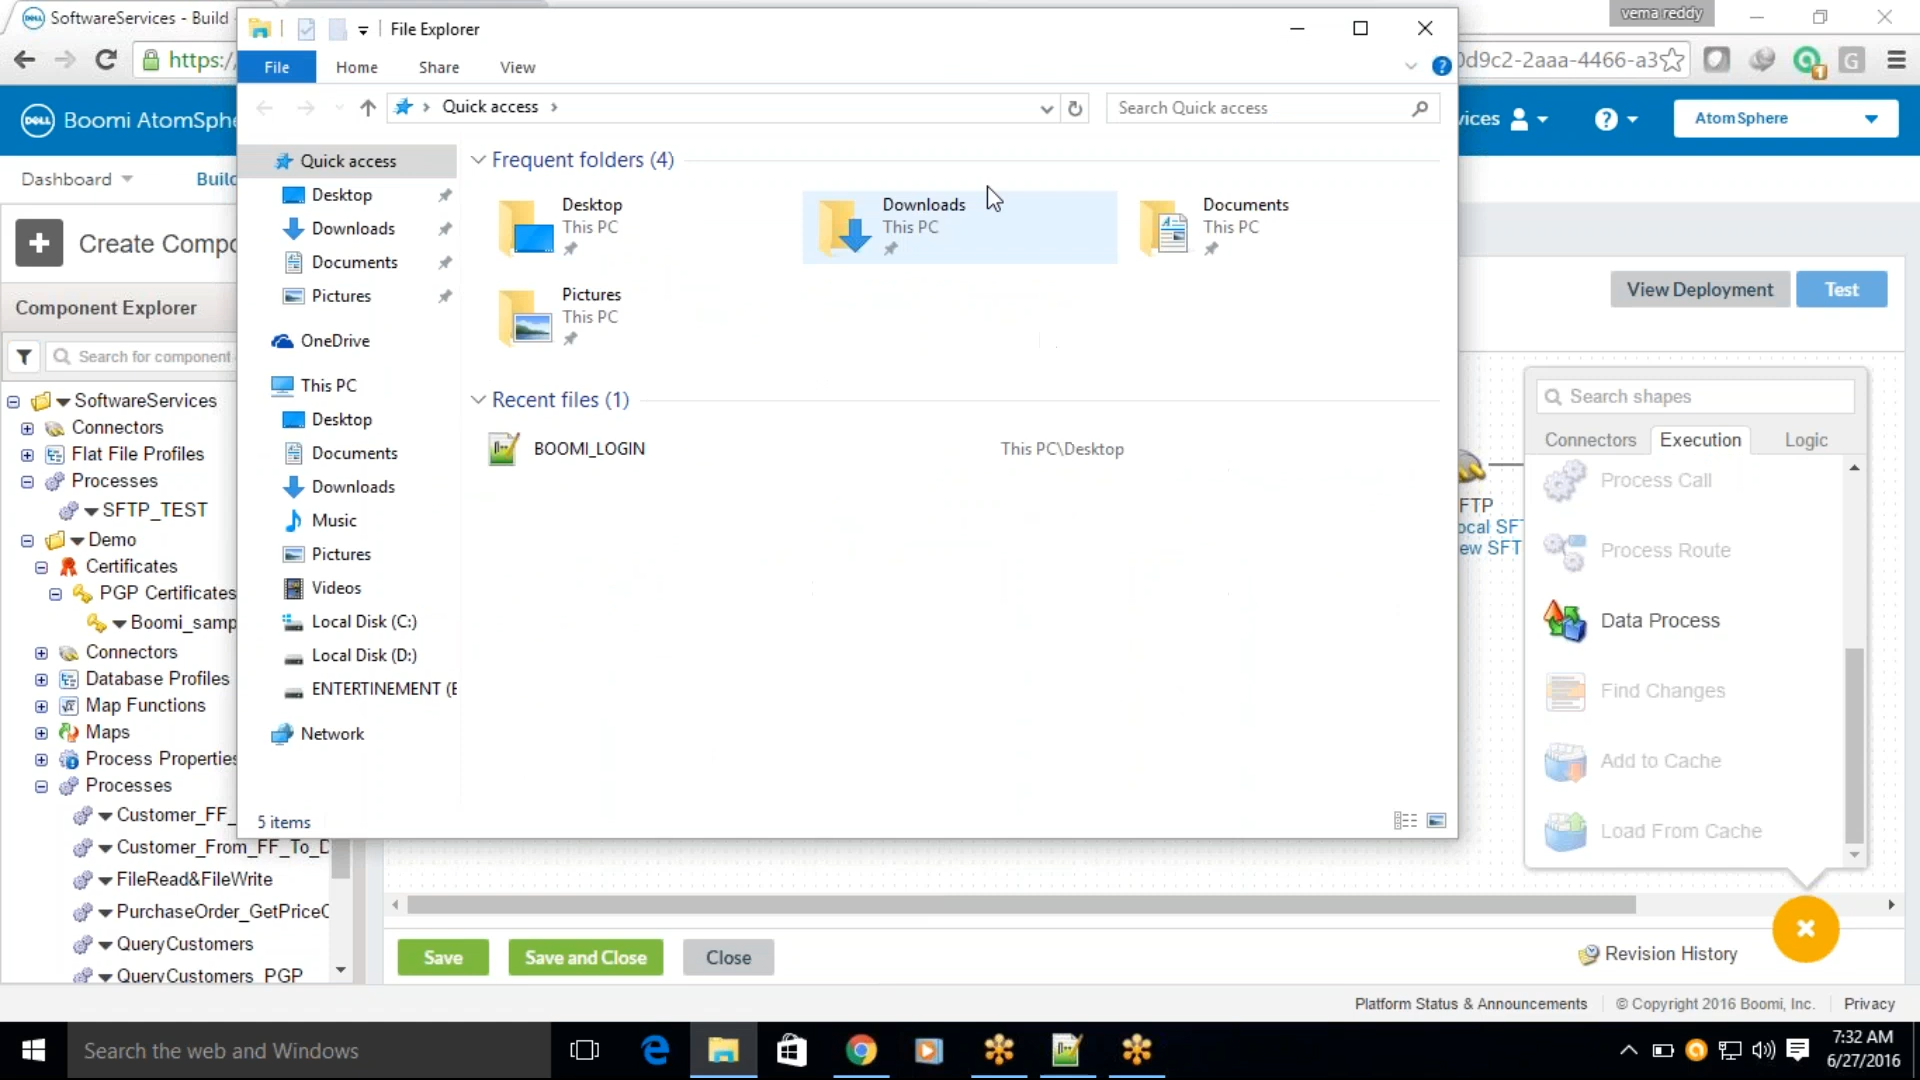 SoftwareServices - Build -
File Explorer
vema reddy
File
Home
Share
View
https:/
0d9c2-2aaa-4466-a3
G
Quick access
Search Quick access
DELL
Boomi AtomSphe
vices
AtomSphere
Dashboard
Build
Create Compo
Component Explorer
Search for component
SoftwareServices
Connectors
Flat File Profiles
Processes
SFTP_TEST
Demo
Certificates
PGP Certificates
Boomi_samp
Connectors
Database Profiles
Map Functions
Maps
Process Properties
Processes
Customer_FF_
Customer_From_FF_To_D
FileRead&FileWrite
PurchaseOrder_GetPriceC
QueryCustomers
QueryCustomers_PGP
Quick access
Desktop
Downloads
Documents
Pictures
OneDrive
This PC
Desktop
Documents
Downloads
Music
Pictures
Videos
Local Disk (C:)
Local Disk (D:)
ENTERTINEMENT (E
Network
5 items
Frequent folders (4)
Desktop
This PC
Downloads
This PC
Documents
This PC
Pictures
This PC
Recent files (1)
BOOMI_LOGIN
This PC\Desktop
View Deployment
Test
FTP
ocal SFT
ew SFT
Search shapes
Connectors
Execution
Logic
Process Call
Process Route
Data Process
Find Changes
Add to Cache
Load From Cache
Save
Save and Close
Close
Revision History
Platform Status & Announcements
© Copyright 2016 Boomi, Inc.
Privacy
Search the web and Windows
7:32 AM
6/27/2016